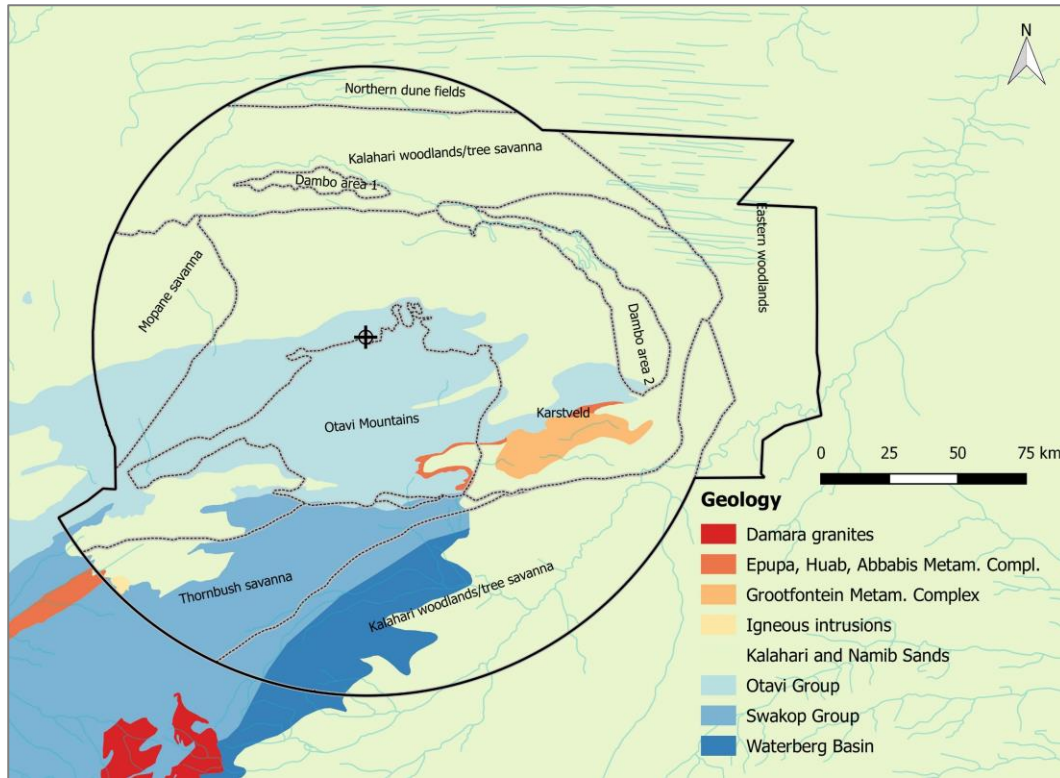 N
Northern dune fields
Kalahari woodlands/tree savanna
Dambo area 1
Eastern woodlands
Mopane savanna
Dambo area 2
Karstveld
Otavi Mountains
0 25 50 75 km
Geology
Damara granites
Epupa, Huab, Abbabis Metam. Compl.
Grootfontein Metam. Complex
Igneous intrusions
Kalahari and Namib Sands
Otavi Group
Swakop Group
Waterberg Basin
Thornbush savanna
Kalahari woodlands/tree savanna